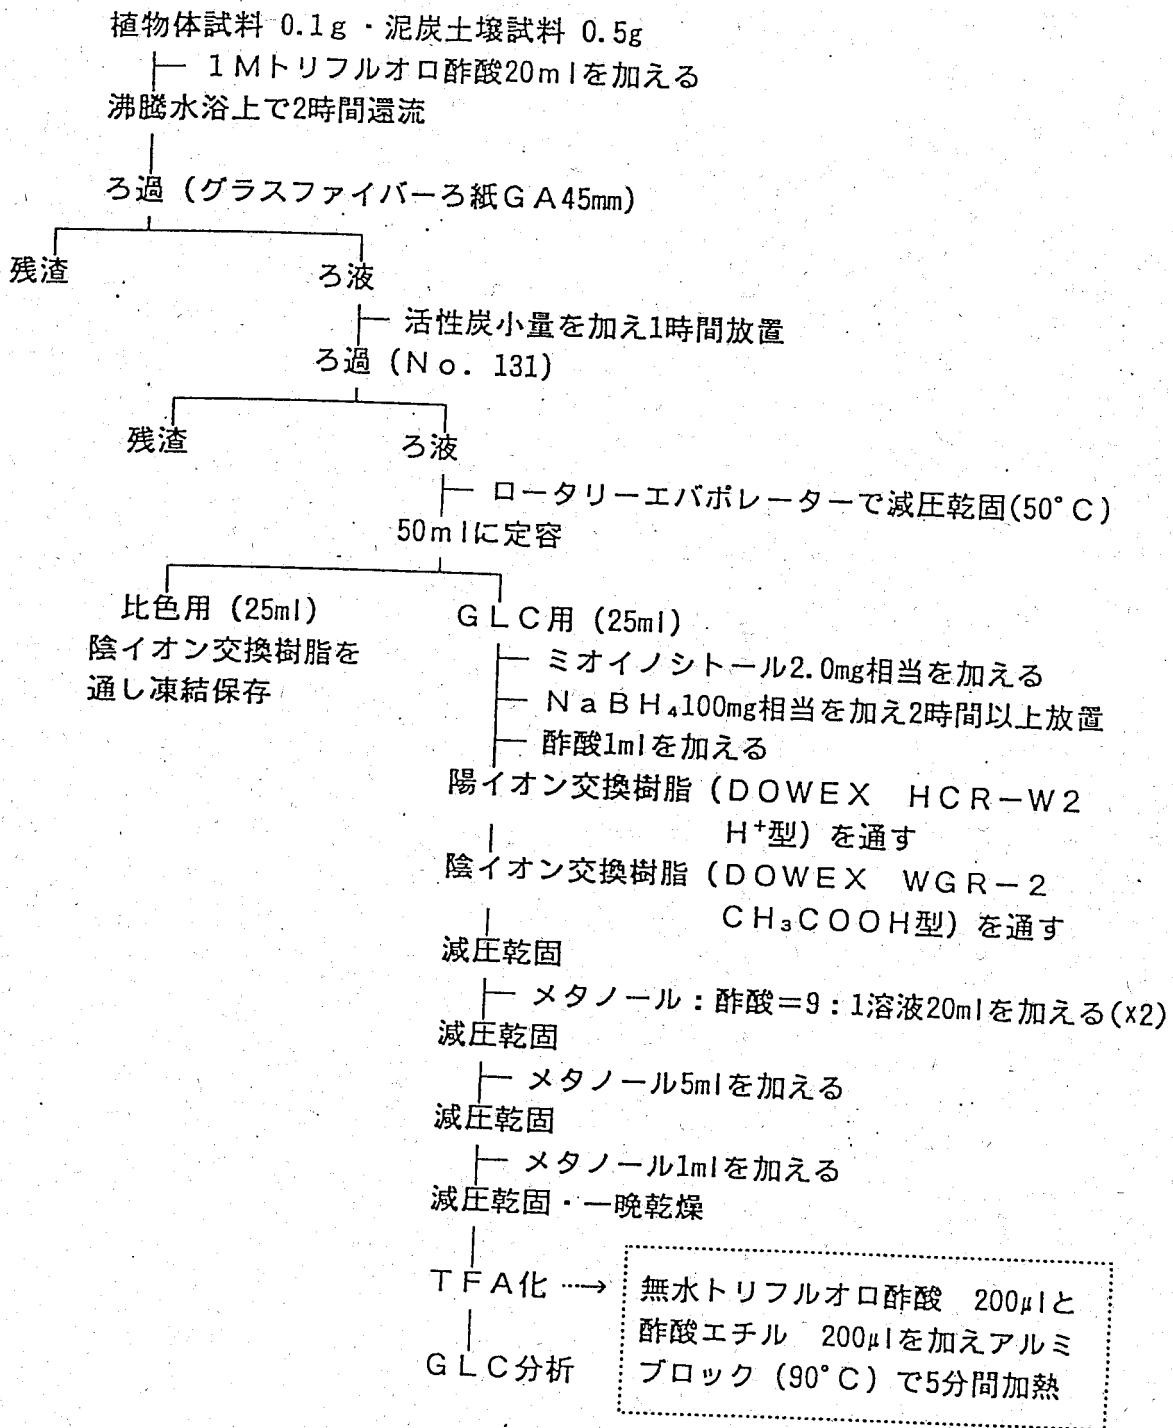 植物体試料 0.1g・泥炭土壌試料 0.5g
1Mトリフルオロ酢酸20mlを加える
沸騰水浴上で2時間還流
ろ過(グラスファイバーろ紙GA45mm)
残渣
ろ液
活性炭小量を加え1時間放置
ろ過(No. 131)
残渣
ろ液
ロータリーエバポレーターで減圧乾固(50°C)
50mlに定容
比色用(25ml)
陰イオン交換樹脂を
通し凍結保存
GLC用(25ml)
ミオイノシトール2.0mg相当を加える
NaBH₄100mg相当を加え2時間以上放置
酢酸1mlを加える
陽イオン交換樹脂(DOWEX HCR-W2
H⁺型)を通す
陰イオン交換樹脂(DOWEX WGR-2
CH₃COOH型)を通す
減圧乾固
メタノール:酢酸=9:1溶液20mlを加える(x2)
減圧乾固
メタノール5mlを加える
減圧乾固
メタノール1mlを加える
減圧乾固・一晩乾燥
TFA化 …→
無水トリフルオロ酢酸 200μlと
酢酸エチル 200μlを加えアルミ
ブロック(90°C)で5分間加熱
GLC分析